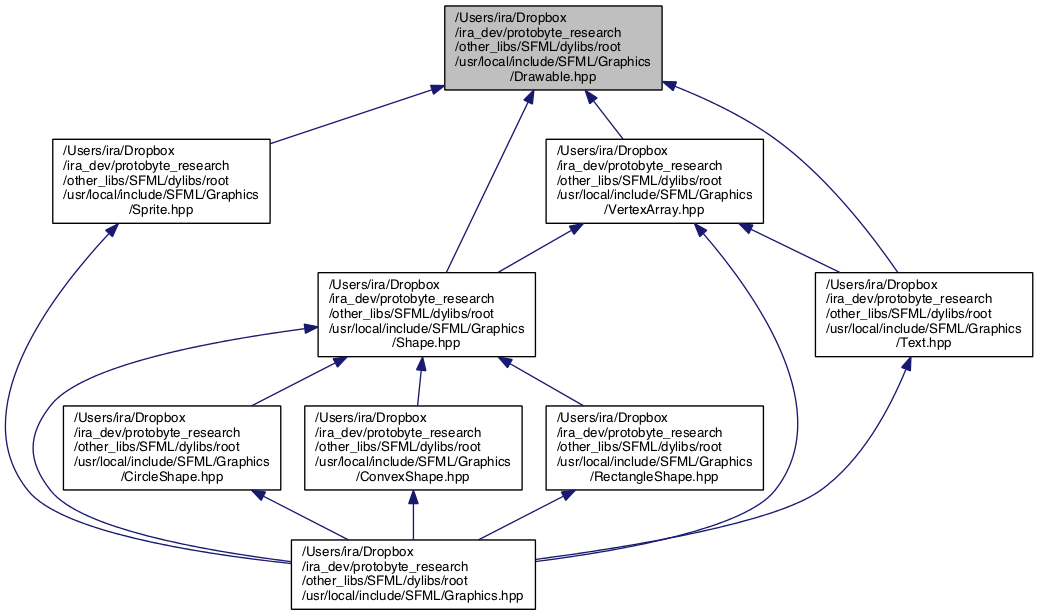 /Users/ira/Dropbox
/ira_dev/protobyte_research
/other_libs/SFML/dylibs/root
/usr/local/include/SFML/Graphics
/Drawable.hpp
/Users/ira/Dropbox
/ira_dev/protobyte_research
/other_libs/SFML/dylibs/root
/usr/local/include/SFML/Graphics
/Sprite.hpp
/Users/ira/Dropbox
/ira_dev/protobyte_research
/other_libs/SFML/dylibs/root
/usr/local/include/SFML/Graphics
/VertexArray.hpp
/Users/ira/Dropbox
/ira_dev/protobyte_research
/other_libs/SFML/dylibs/root
/usr/local/include/SFML/Graphics
/Shape.hpp
/Users/ira/Dropbox
/ira_dev/protobyte_research
/other_libs/SFML/dylibs/root
/usr/local/include/SFML/Graphics
/Text.hpp
/Users/ira/Dropbox
/ira_dev/protobyte_research
/other_libs/SFML/dylibs/root
/usr/local/include/SFML/Graphics
/CircleShape.hpp
/Users/ira/Dropbox
/ira_dev/protobyte_research
/other_libs/SFML/dylibs/root
/usr/local/include/SFML/Graphics
/ConvexShape.hpp
/Users/ira/Dropbox
/ira_dev/protobyte_research
/other_libs/SFML/dylibs/root
/usr/local/include/SFML/Graphics
/RectangleShape.hpp
/Users/ira/Dropbox
/ira_dev/protobyte_research
/other_libs/SFML/dylibs/root
/usr/local/include/SFML/Graphics.hpp